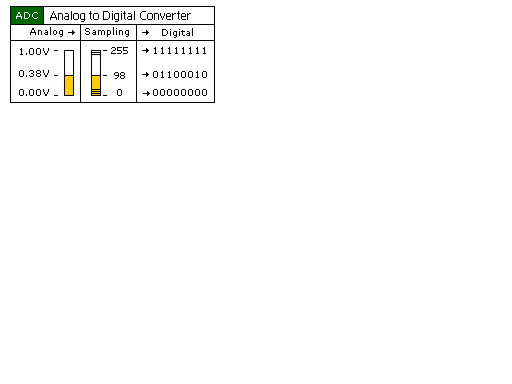 ADC Analog to Digital Converter
Analog → Sampling → Digital
1.00V 255 → 11111111
0.38V 98 → 01100010
0.00V 0 → 00000000